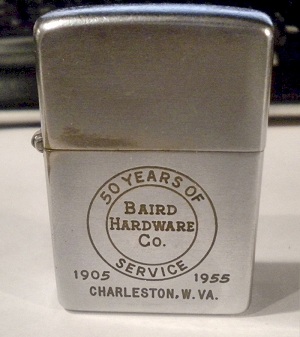 50 YEARS OF
BAIRD
HARDWARE
CO.
SERVICE
1905 1955
CHARLESTON, W. VA.